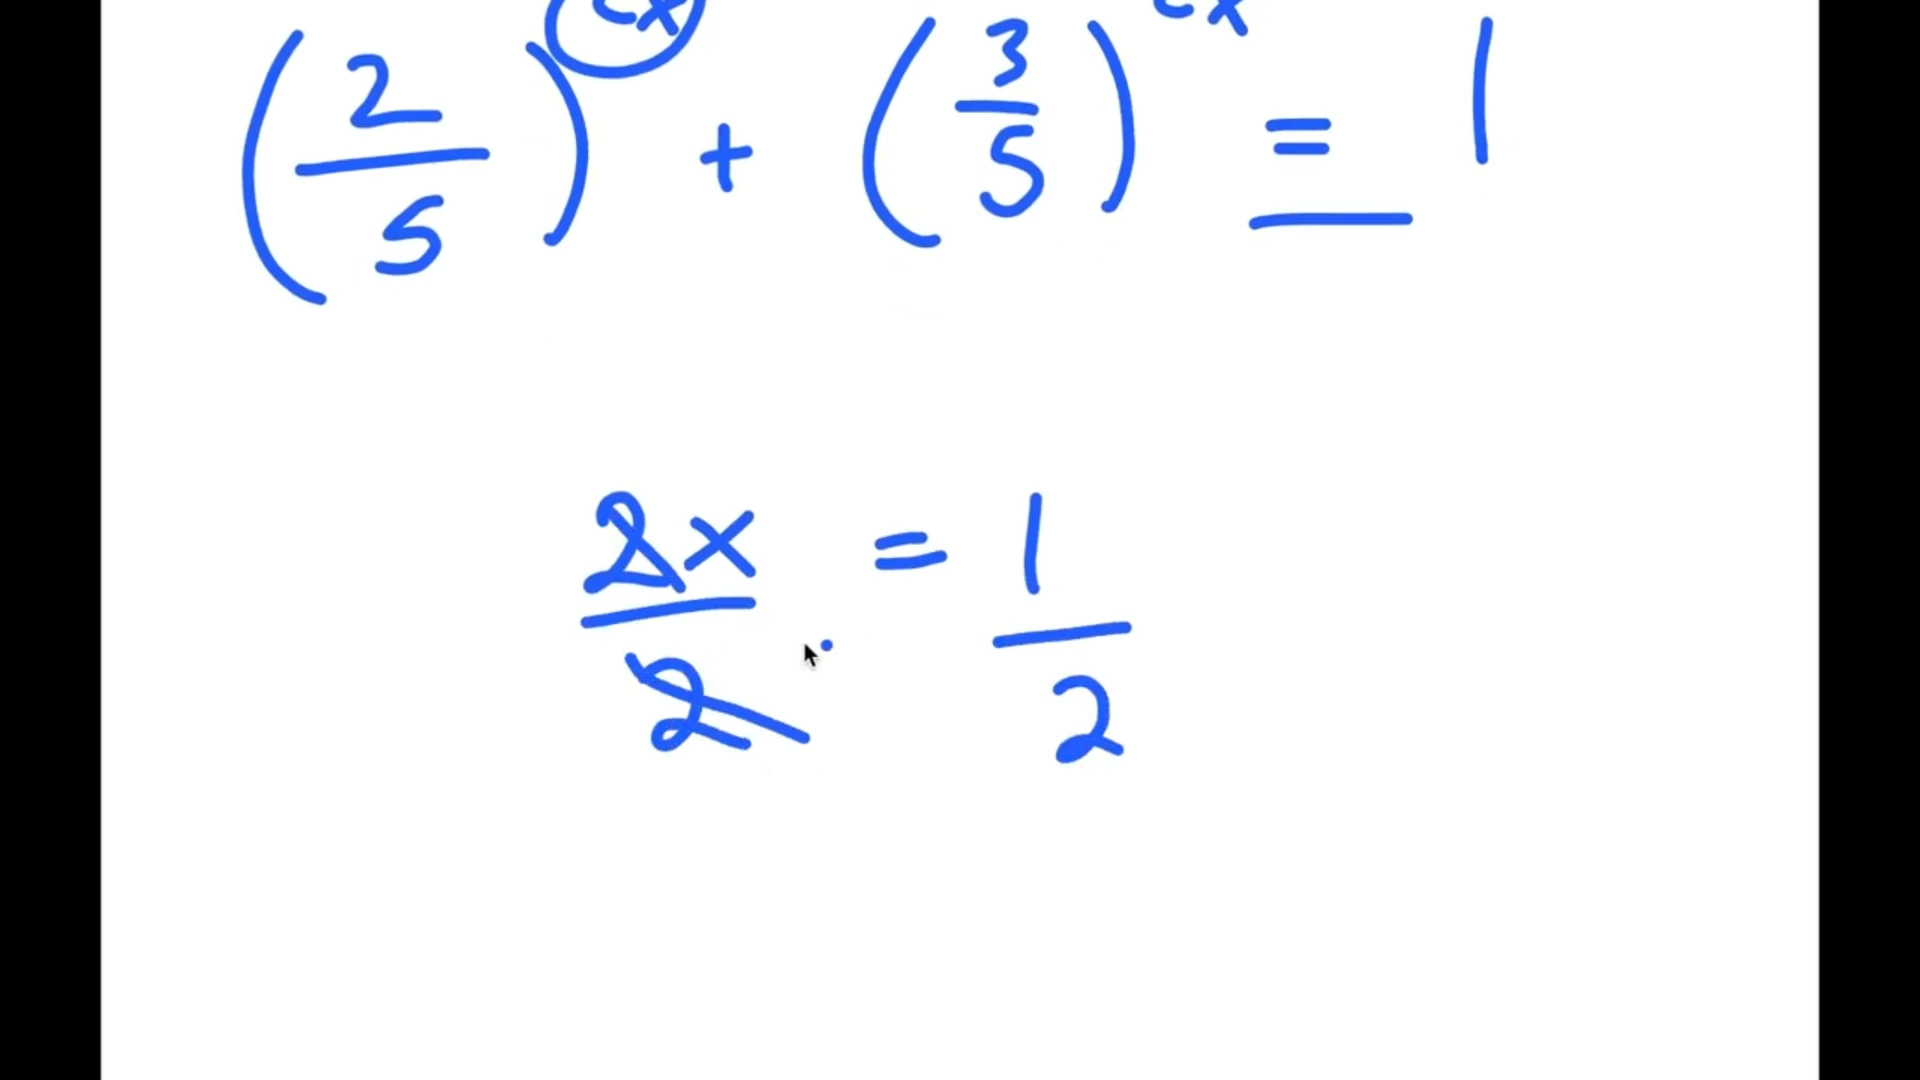 (2/5)^2x + (3/5)^2x = 1
2x/2 = 1/2